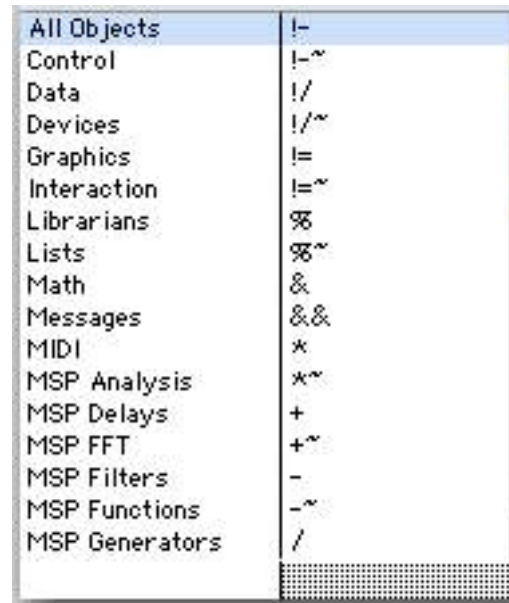 All Objects !-
Control !-~
Data !/
Devices !/~
Graphics !=
Interaction !=~
Librarians %
Lists %~
Math &
Messages &&
MIDI *
MSP Analysis *~
MSP Delays +
MSP FFT +~
MSP Filters -
MSP Functions -~
MSP Generators /